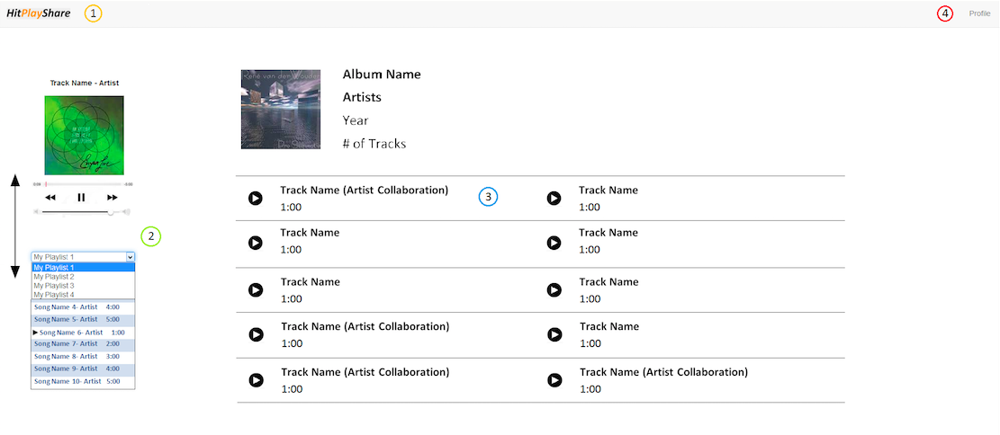 HitPlayShare
1
4
Profile
Track Name - Artist
0:00
-0:00
2
My Playlist 1
My Playlist 1
My Playlist 2
My Playlist 3
My Playlist 4
Song Name 4- Artist 4:00
Song Name 5- Artist 5:00
Song Name 6- Artist 1:00
Song Name 7- Artist 2:00
Song Name 8- Artist 3:00
Song Name 9- Artist 4:00
Song Name 10- Artist 5:00
René van der Wouden
Album Name
Artists
Year
# of Tracks
Track Name (Artist Collaboration)
1:00
3
Track Name
1:00
Track Name
1:00
Track Name
1:00
Track Name
1:00
Track Name
1:00
Track Name (Artist Collaboration)
1:00
Track Name
1:00
Track Name (Artist Collaboration)
1:00
Track Name (Artist Collaboration)
1:00